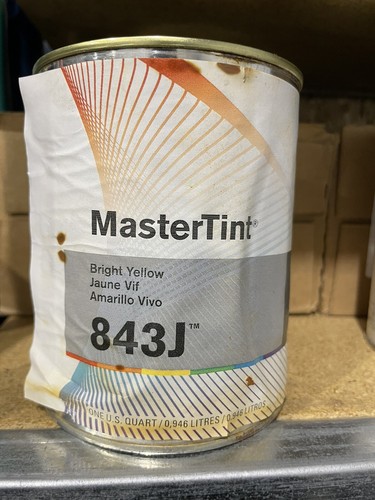 MasterTint®
Bright Yellow
Jaune Vif
Amarillo Vivo
843J™
ONE U.S. QUART / 0,946 LITRES / 0,946 LITROS